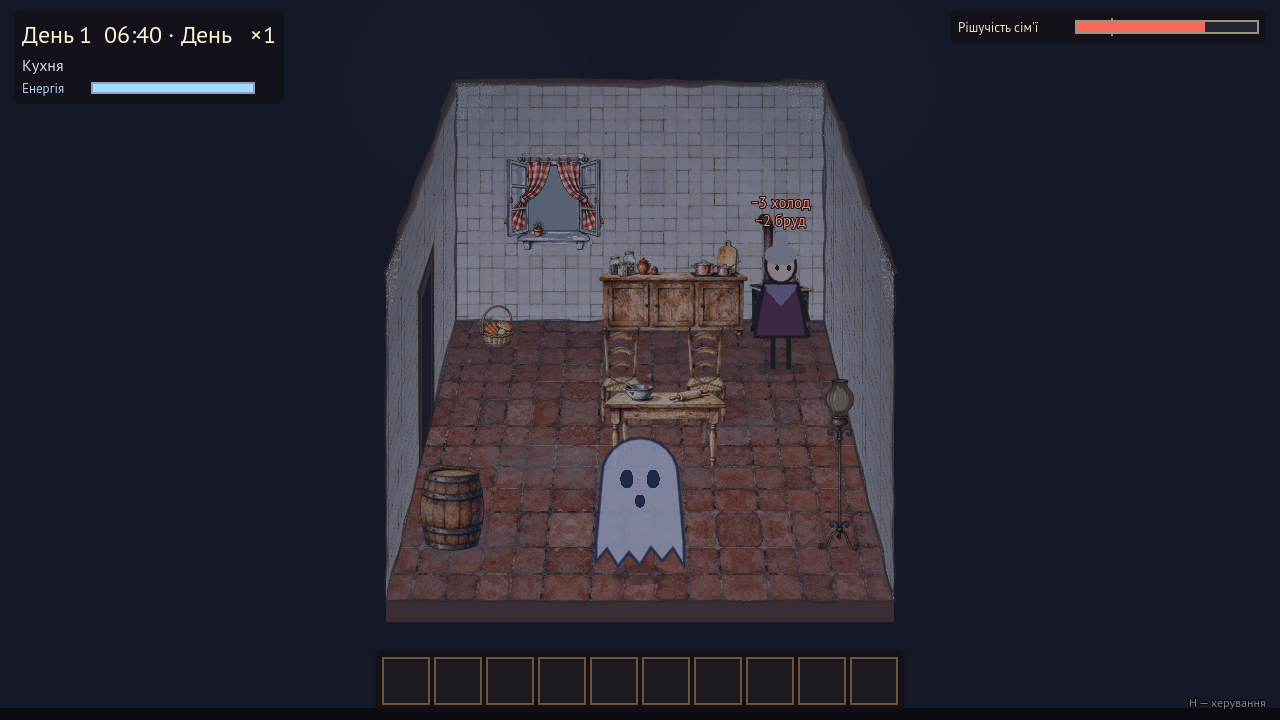 День 1 06:40 · День ×1
Кухня
Енергія
Рішучість сім'ї
−3 холод
−2 бруд
H — керування